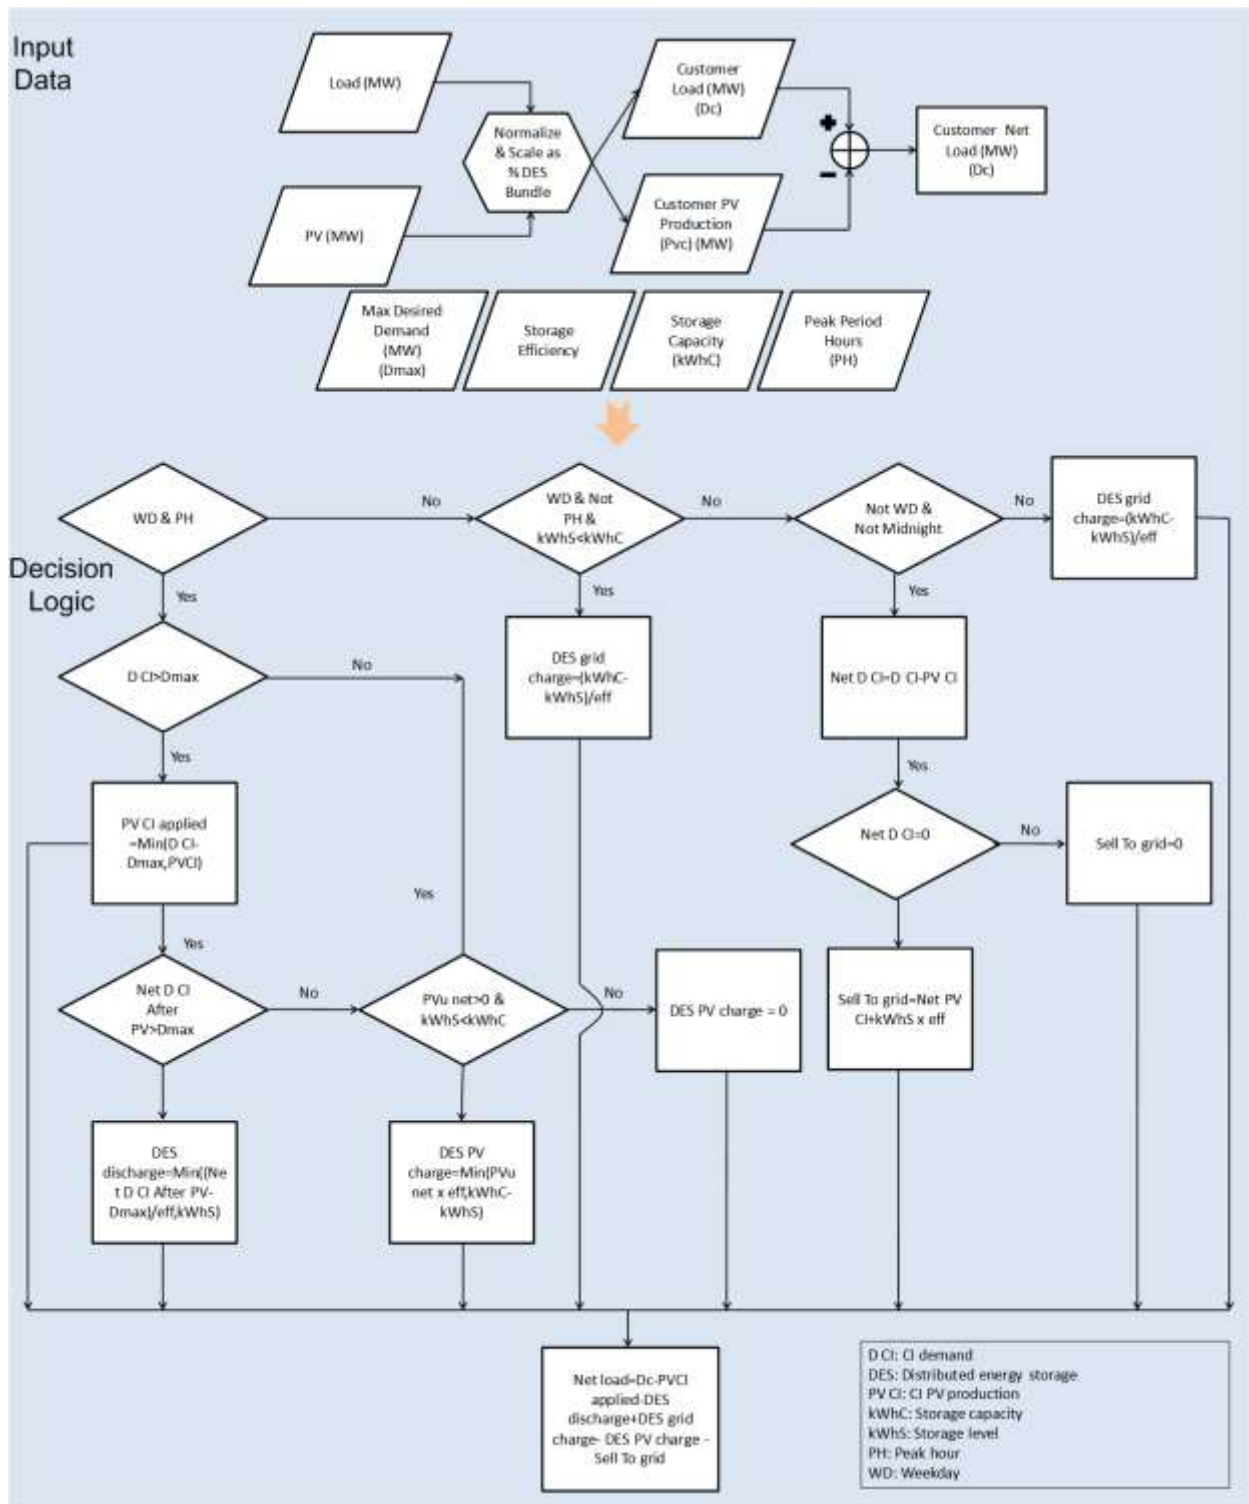 Input
Data
Load (MW)
PV (MW)
Normalize
& Scale as
% DES
Bundle
Customer
Load (MW)
(Dc)
Customer PV
Production
(Pvc) (MW)
+
−
Customer Net
Load (MW)
(Dc)
Max Desired
Demand
(MW)
(Dmax)
Storage
Efficiency
Storage
Capacity
(kWhC)
Peak Period
Hours
(PH)
WD & PH
No
WD & Not
PH &
kWhS<kWhC
No
Not WD &
Not Midnight
No
DES grid
charge=(kWhC-
kWhS)/eff
Decision
Logic
Yes
Yes
Yes
D CI>Dmax
No
DES grid
charge=(kWhC-
kWhS)/eff
Net D CI=D CI-PV CI
Yes
Yes
PV CI applied
=Min(D CI-
Dmax,PVCI)
Net D CI=0
No
Sell To grid=0
Yes
Yes
Net D CI
After
PV>Dmax
No
PVu net>0 &
kWhS<kWhC
No
DES PV charge = 0
Sell To grid=Net PV
CI+kWhS x eff
DES
discharge=Min((Ne
t D CI After PV-
Dmax)/eff,kWhS)
DES PV
charge=Min(PVu
net x eff,kWhC-
kWhS)
Net load=Dc-PVCI
applied-DES
discharge+DES grid
charge- DES PV charge -
Sell To grid
D CI: CI demand
DES: Distributed energy storage
PV CI: CI PV production
kWhC: Storage capacity
kWhS: Storage level
PH: Peak hour
WD: Weekday